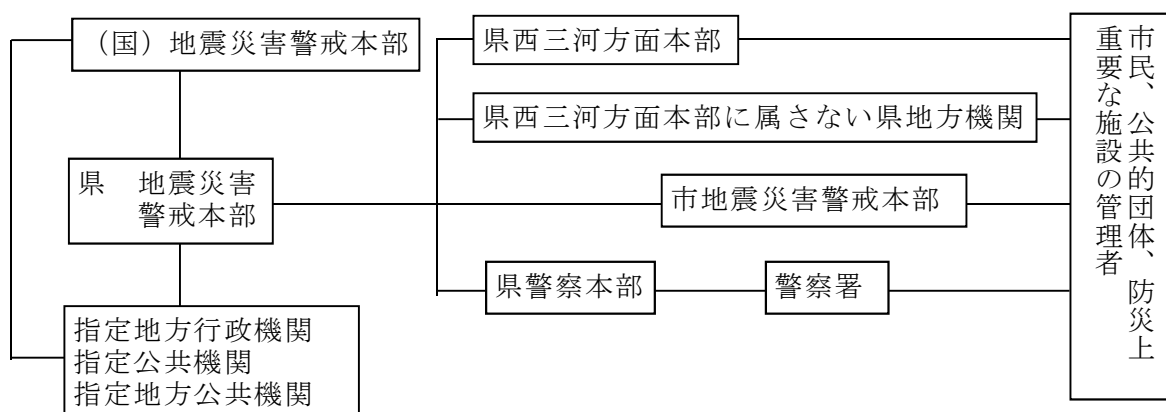 （国）地震災害警戒本部
県　地震災害
警戒本部
指定地方行政機関
指定公共機関
指定地方公共機関
県西三河方面本部
県西三河方面本部に属さない県地方機関
市地震災害警戒本部
県警察本部
警察署
市民、公共的団体、防災上
重要な施設の管理者